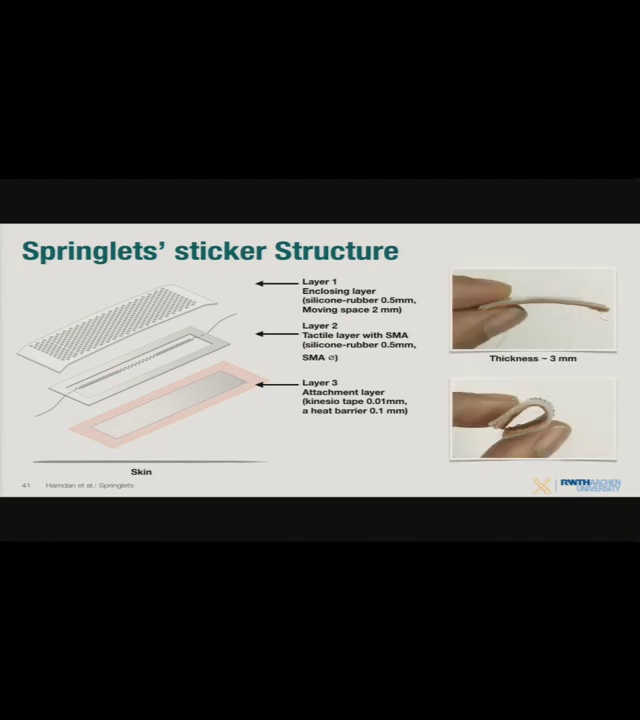 Springlets' sticker Structure
Layer 1
Enclosing layer
(silicone-rubber 0.5mm,
Moving space 2 mm)
Layer 2
Tactile layer with SMA
(silicone-rubber 0.5mm,
SMA ∅)
Layer 3
Attachment layer
(kinesio tape 0.01mm,
a heat barrier 0.1 mm)
Thickness ~ 3 mm
Skin
41 Hamdan et al.: Springlets
RWTHAACHEN
UNIVERSITY